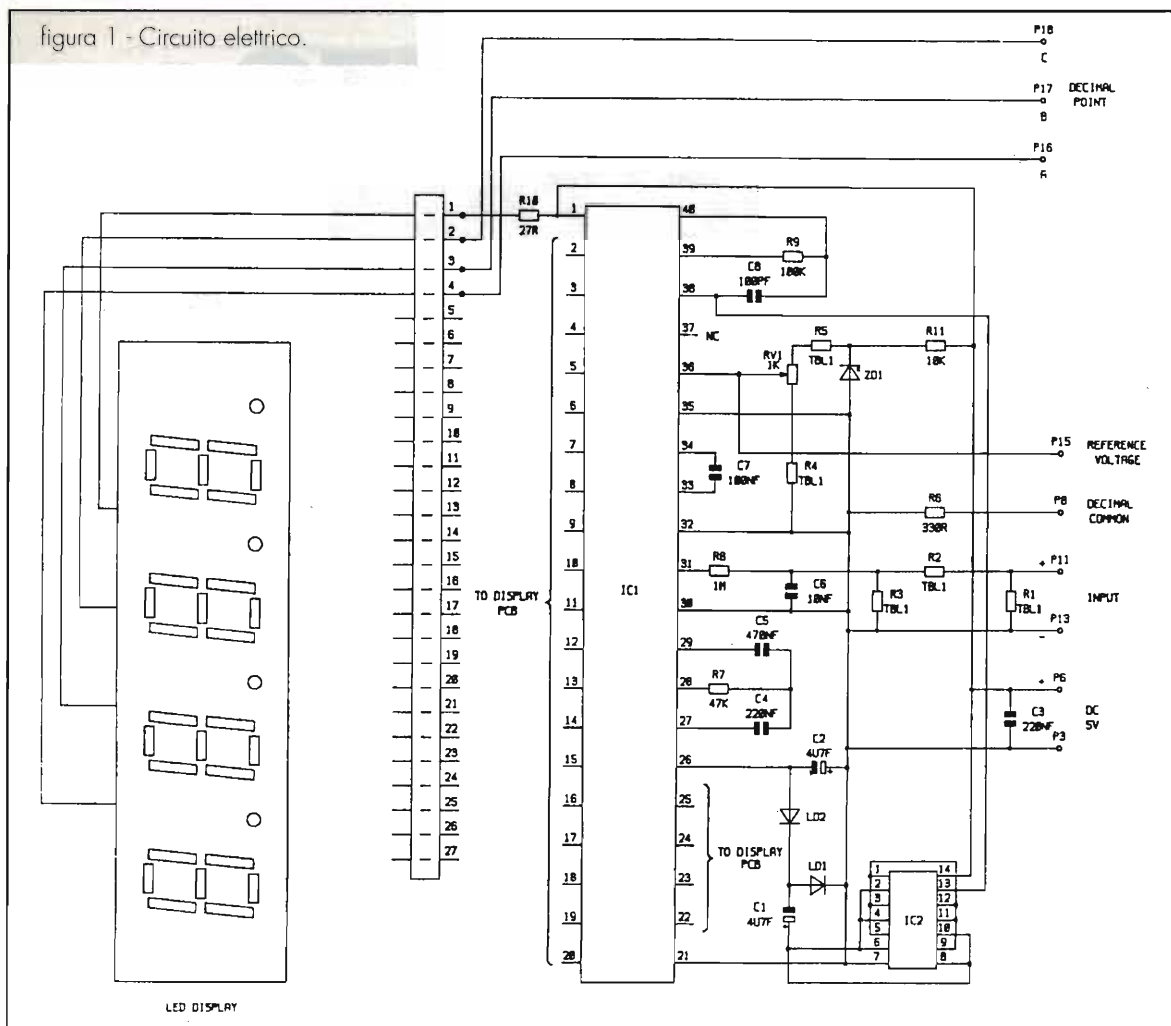 figura 1 - Circuito elettrico.
P18
C
P17
B
DECIMAL
POINT
P16
A
1
2
3
4
5
6
7
8
9
10
11
12
13
14
15
16
17
18
19
20
21
22
23
24
25
26
27
R10
27R
1
2
3
4
5
6
7
8
9
10
11
12
13
14
15
16
17
18
19
20
TO DISPLAY
PCB
IC1
40
39
38
37
NC
36
35
34
33
32
31
30
29
28
27
26
25
24
23
22
21
R9
100K
C8
100PF
R5
TBL1
R11
10K
RV1
1K
ZD1
C7
100NF
R4
TBL1
P15
REFERENCE
VOLTAGE
R6
330R
P8
DECIMAL
COMMON
R8
1M
C6
10NF
R3
TBL1
R2
TBL1
R1
TBL1
+ P11
INPUT
P13
-
C5
470NF
R7
47K
C4
220NF
C2
4U7F
+
+ P6
C3
220NF
DC
5V
P3
LD2
TO DISPLAY
PCB
LD1
C1
4U7F
+
1
2
3
4
5
6
7
IC2
14
13
12
11
10
9
8
LED DISPLAY